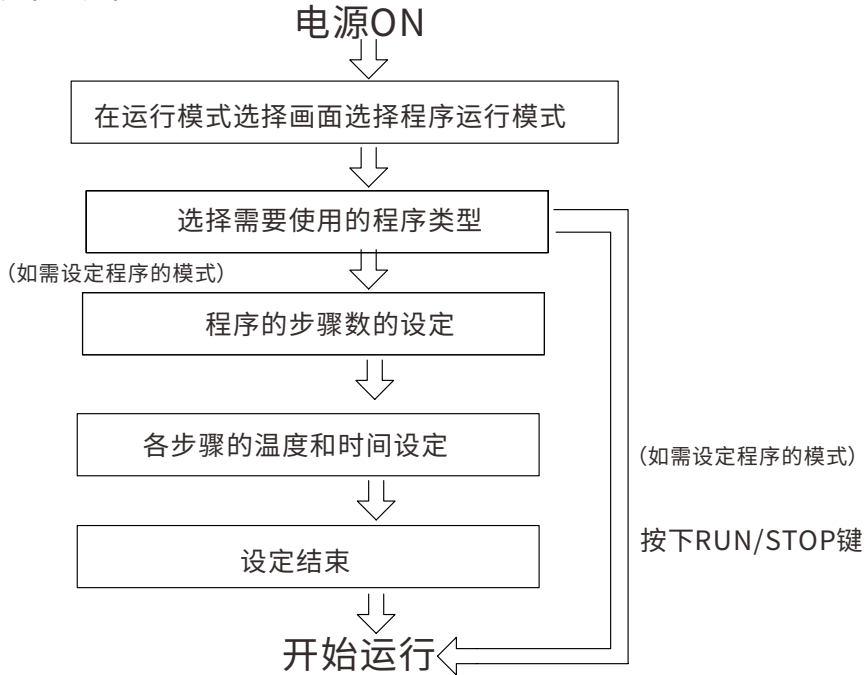 电源ON
在运行模式选择画面选择程序运行模式
选择需要使用的程序类型
（如需设定程序的模式）
程序的步骤数的设定
各步骤的温度和时间设定
（如需设定程序的模式）
按下RUN/STOP键
设定结束
开始运行